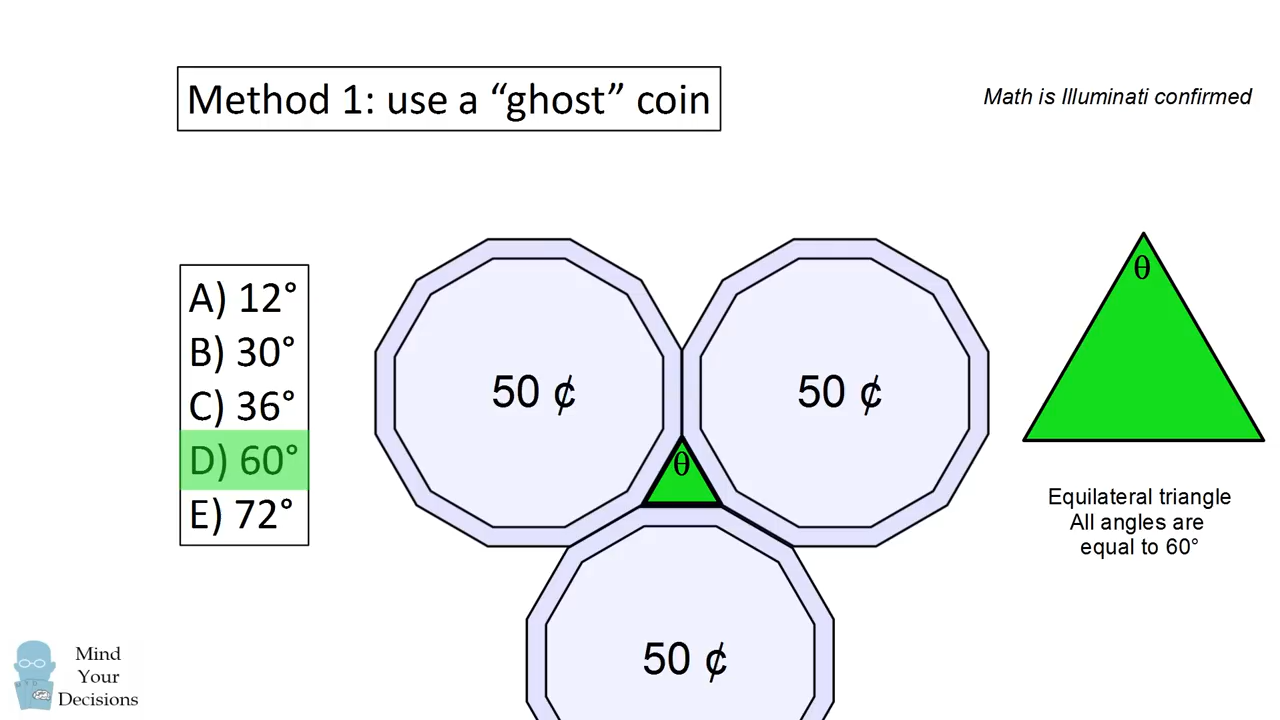 Method 1: use a “ghost” coin
Math is Illuminati confirmed
A) 12°
B) 30°
C) 36°
D) 60°
E) 72°
50 ¢
50 ¢
θ
θ
50 ¢
Equilateral triangle
All angles are
equal to 60°
Mind
Your
Decisions